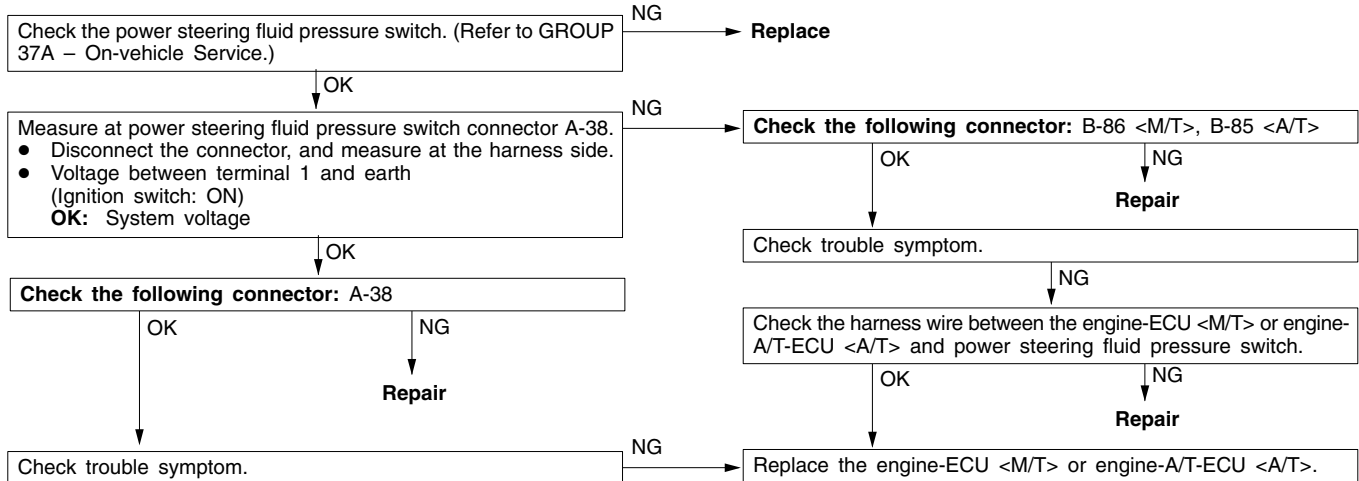 Check the power steering fluid pressure switch. (Refer to GROUP
37A – On-vehicle Service.)
NG
Replace
OK
Measure at power steering fluid pressure switch connector A-38.
● Disconnect the connector, and measure at the harness side.
● Voltage between terminal 1 and earth
(Ignition switch: ON)
OK: System voltage
NG
Check the following connector: B-86 <M/T>, B-85 <A/T>
OK
NG
Repair
Check trouble symptom.
OK
Check the following connector: A-38
OK
NG
Repair
NG
Check the harness wire between the engine-ECU <M/T> or engine-
A/T-ECU <A/T> and power steering fluid pressure switch.
OK
NG
Repair
Check trouble symptom.
NG
Replace the engine-ECU <M/T> or engine-A/T-ECU <A/T>.